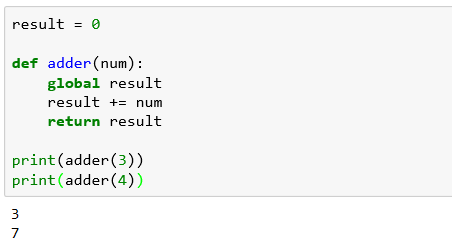 result = 0
def adder(num):
    global result
    result += num
    return result
print(adder(3))
print(adder(4))
3
7